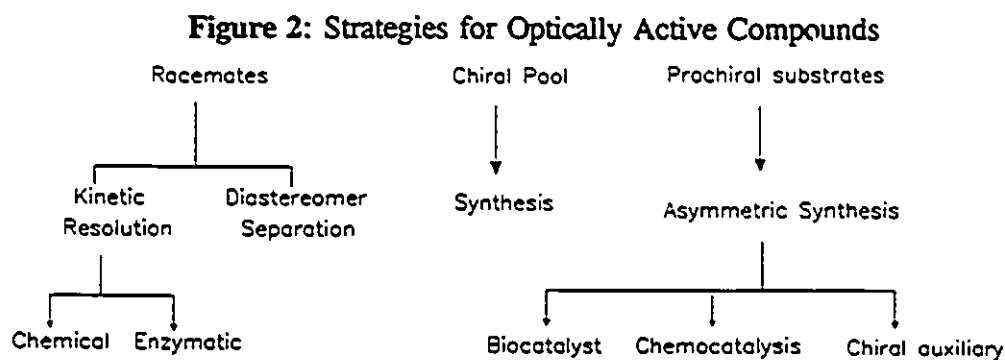 Figure 2: Strategies for Optically Active Compounds
Racemates
Chiral Pool
Prochiral substrates
Kinetic
Resolution
Diastereomer
Separation
Synthesis
Asymmetric Synthesis
Chemical
Enzymatic
Biocatalyst
Chemocatalysis
Chiral auxiliary